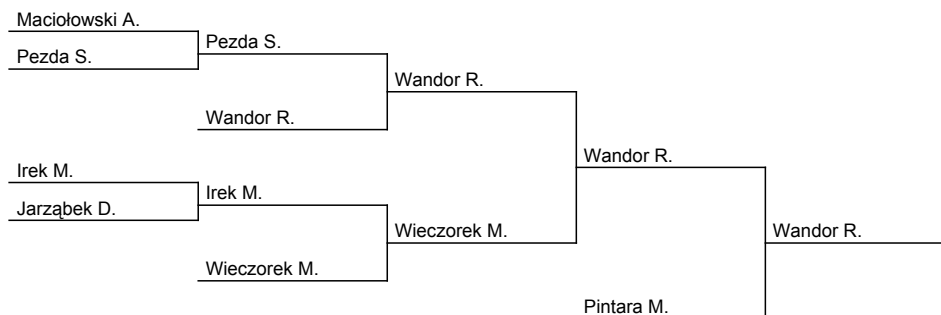 Maciołowski A.
Pezda S.
Pezda S.
Wandor R.
Wandor R.
Irek M.
Wandor R.
Jarząbek D.
Irek M.
Wieczorek M.
Wandor R.
Wieczorek M.
Pintara M.